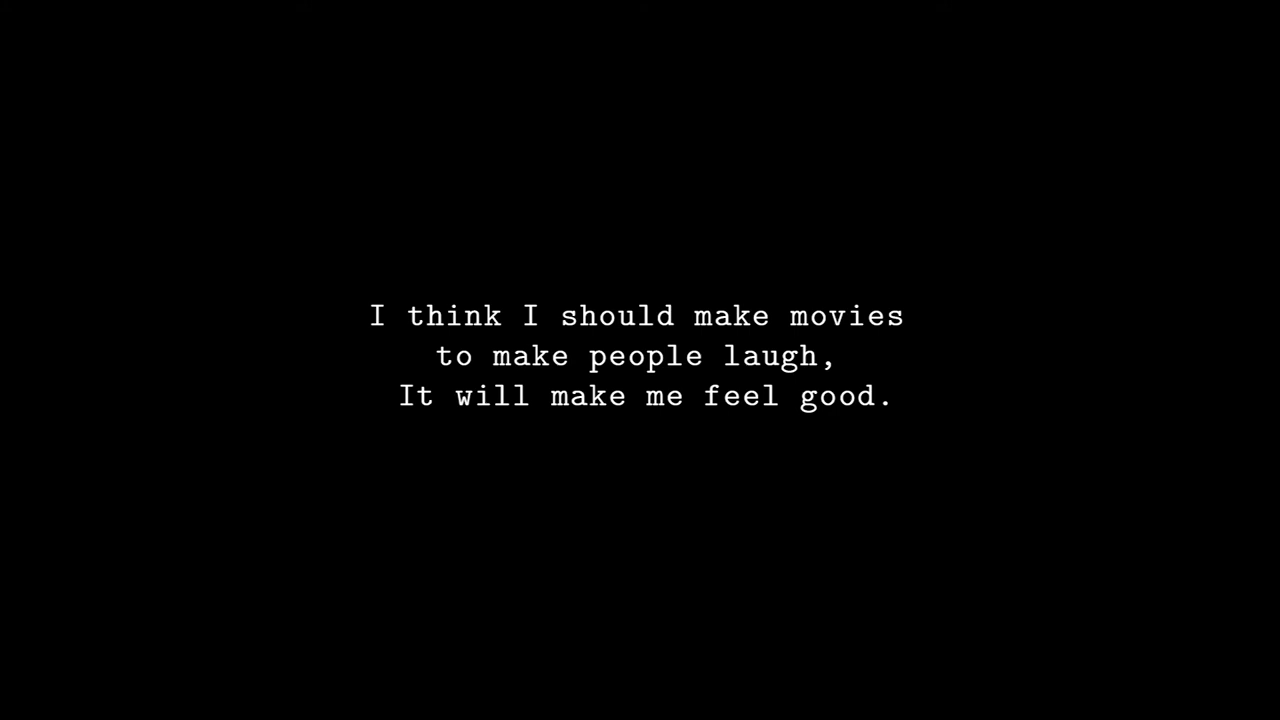 I think I should make movies
to make people laugh,
It will make me feel good.